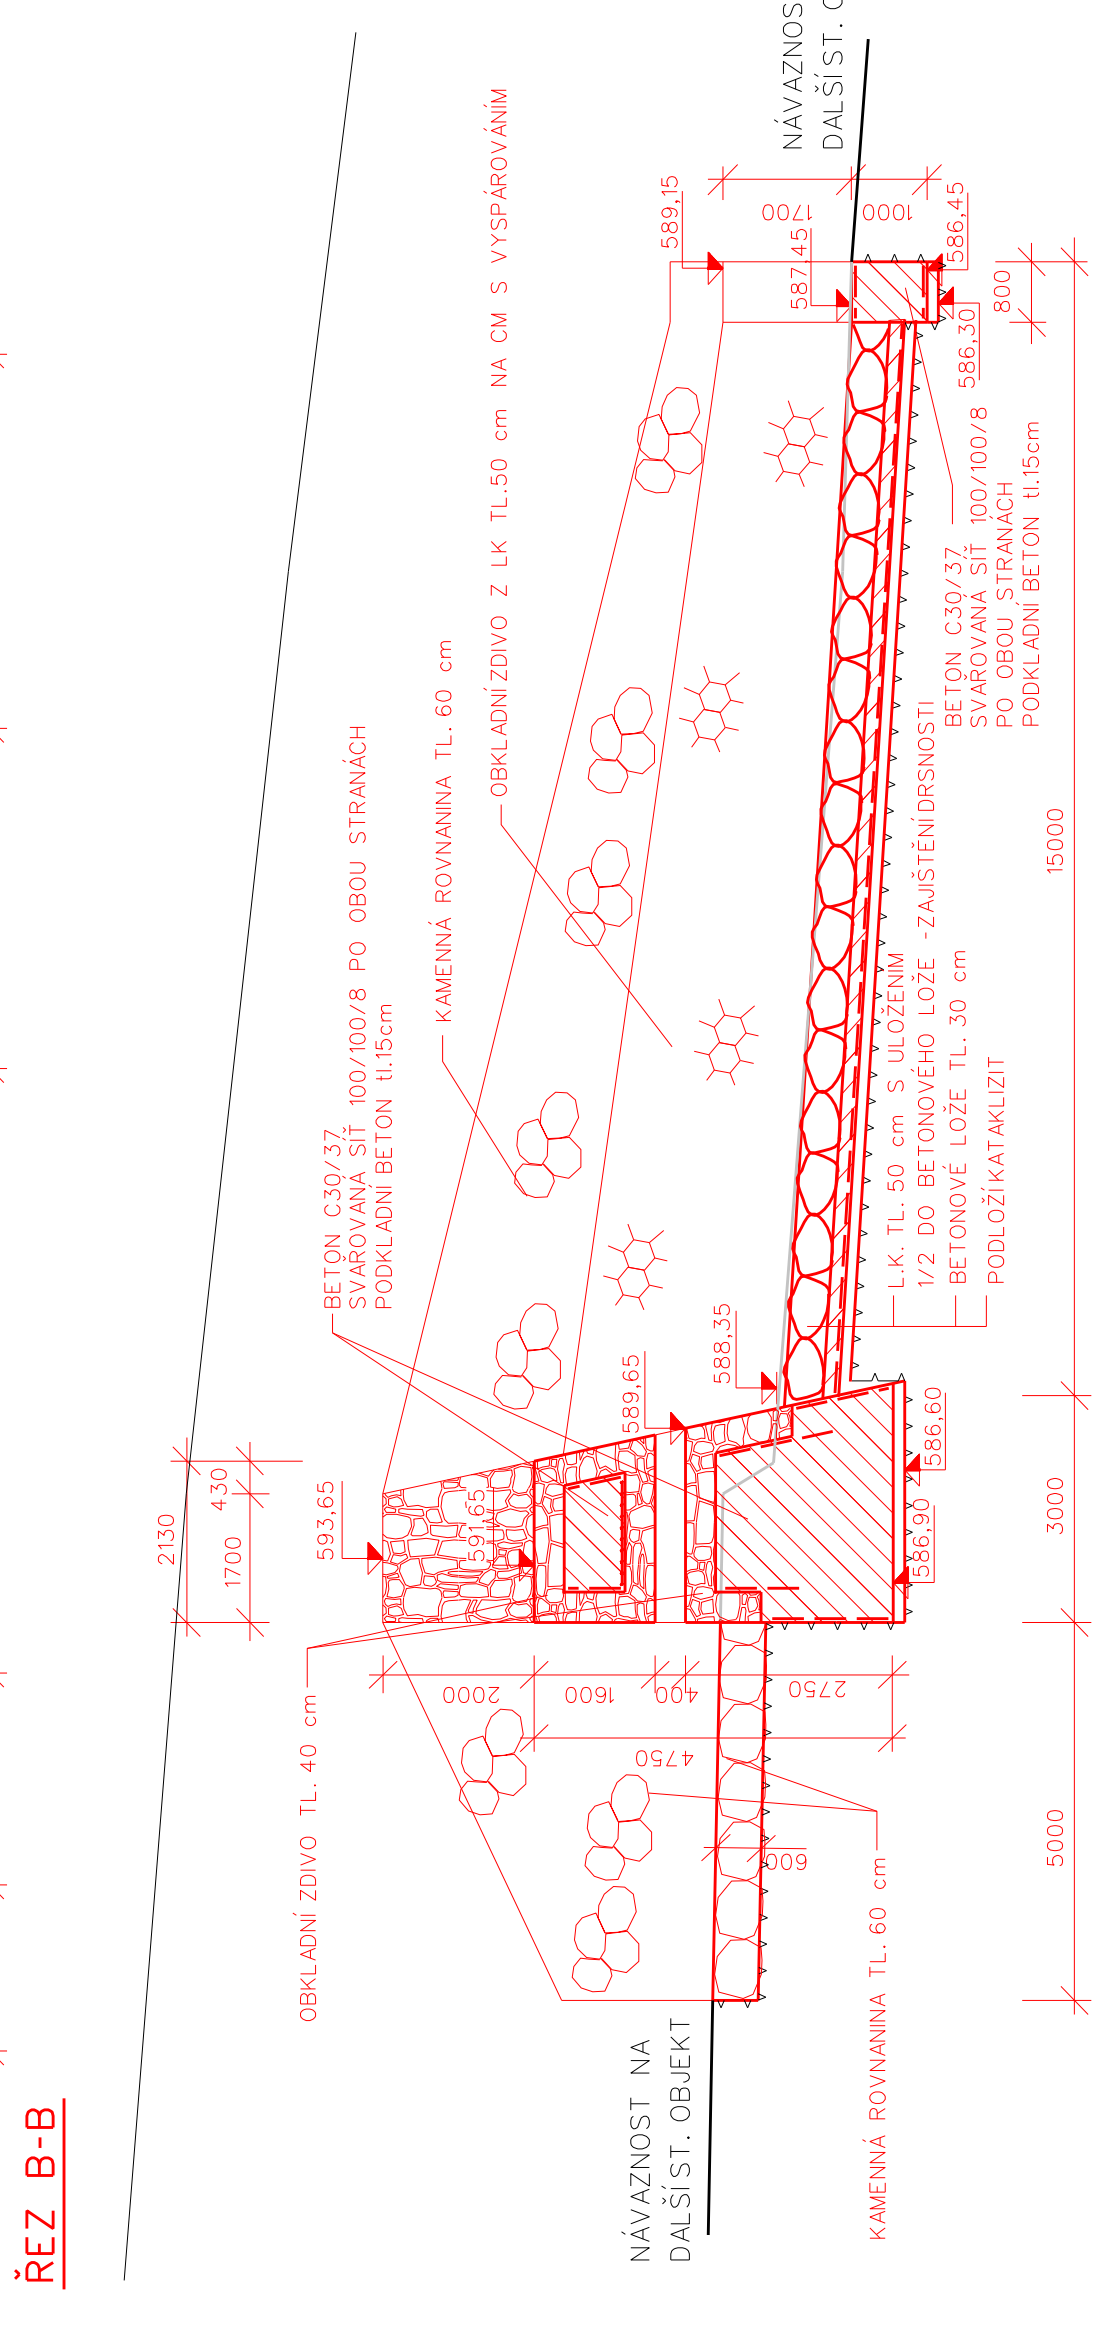 ŘEZ B-B
NÁVAZNOST NA
DALŠÍ ST. OBJEKT
OBKLADNÍ ZDIVO TL. 40 cm
KAMENNÁ ROVNANINA TL. 60 cm
BETON C30/37
SVAŘOVANÁ SÍŤ 100/100/8 PO OBOU STRANÁCH
PODKLADNÍ BETON tl.15cm
KAMENNÁ ROVNANINA TL. 60 cm
OBKLADNÍ ZDIVO Z LK TL.50 cm NA CM S VYSPÁROVÁNÍM
L.K. TL. 50 cm S ULOŽENÍM
1/2 DO BETONOVÉHO LOŽE -ZAJIŠTĚNÍ DRSNOSTI
BETONOVÉ LOŽE TL. 30 cm
PODLOŽÍ KATAKLIZIT
BETON C30/37
SVAŘOVANÁ SÍŤ 100/100/8
PO OBOU STRANÁCH
PODKLADNÍ BETON tl.15cm
NÁVAZNOS
DALŠÍ ST.
2130
430
1700
593,65
591,65
589,65
588,35
586,60
586,90
589,15
587,45
586,45
586,30
2000
1600
400
2750
4750
600
1700
1000
800
5000
3000
15000